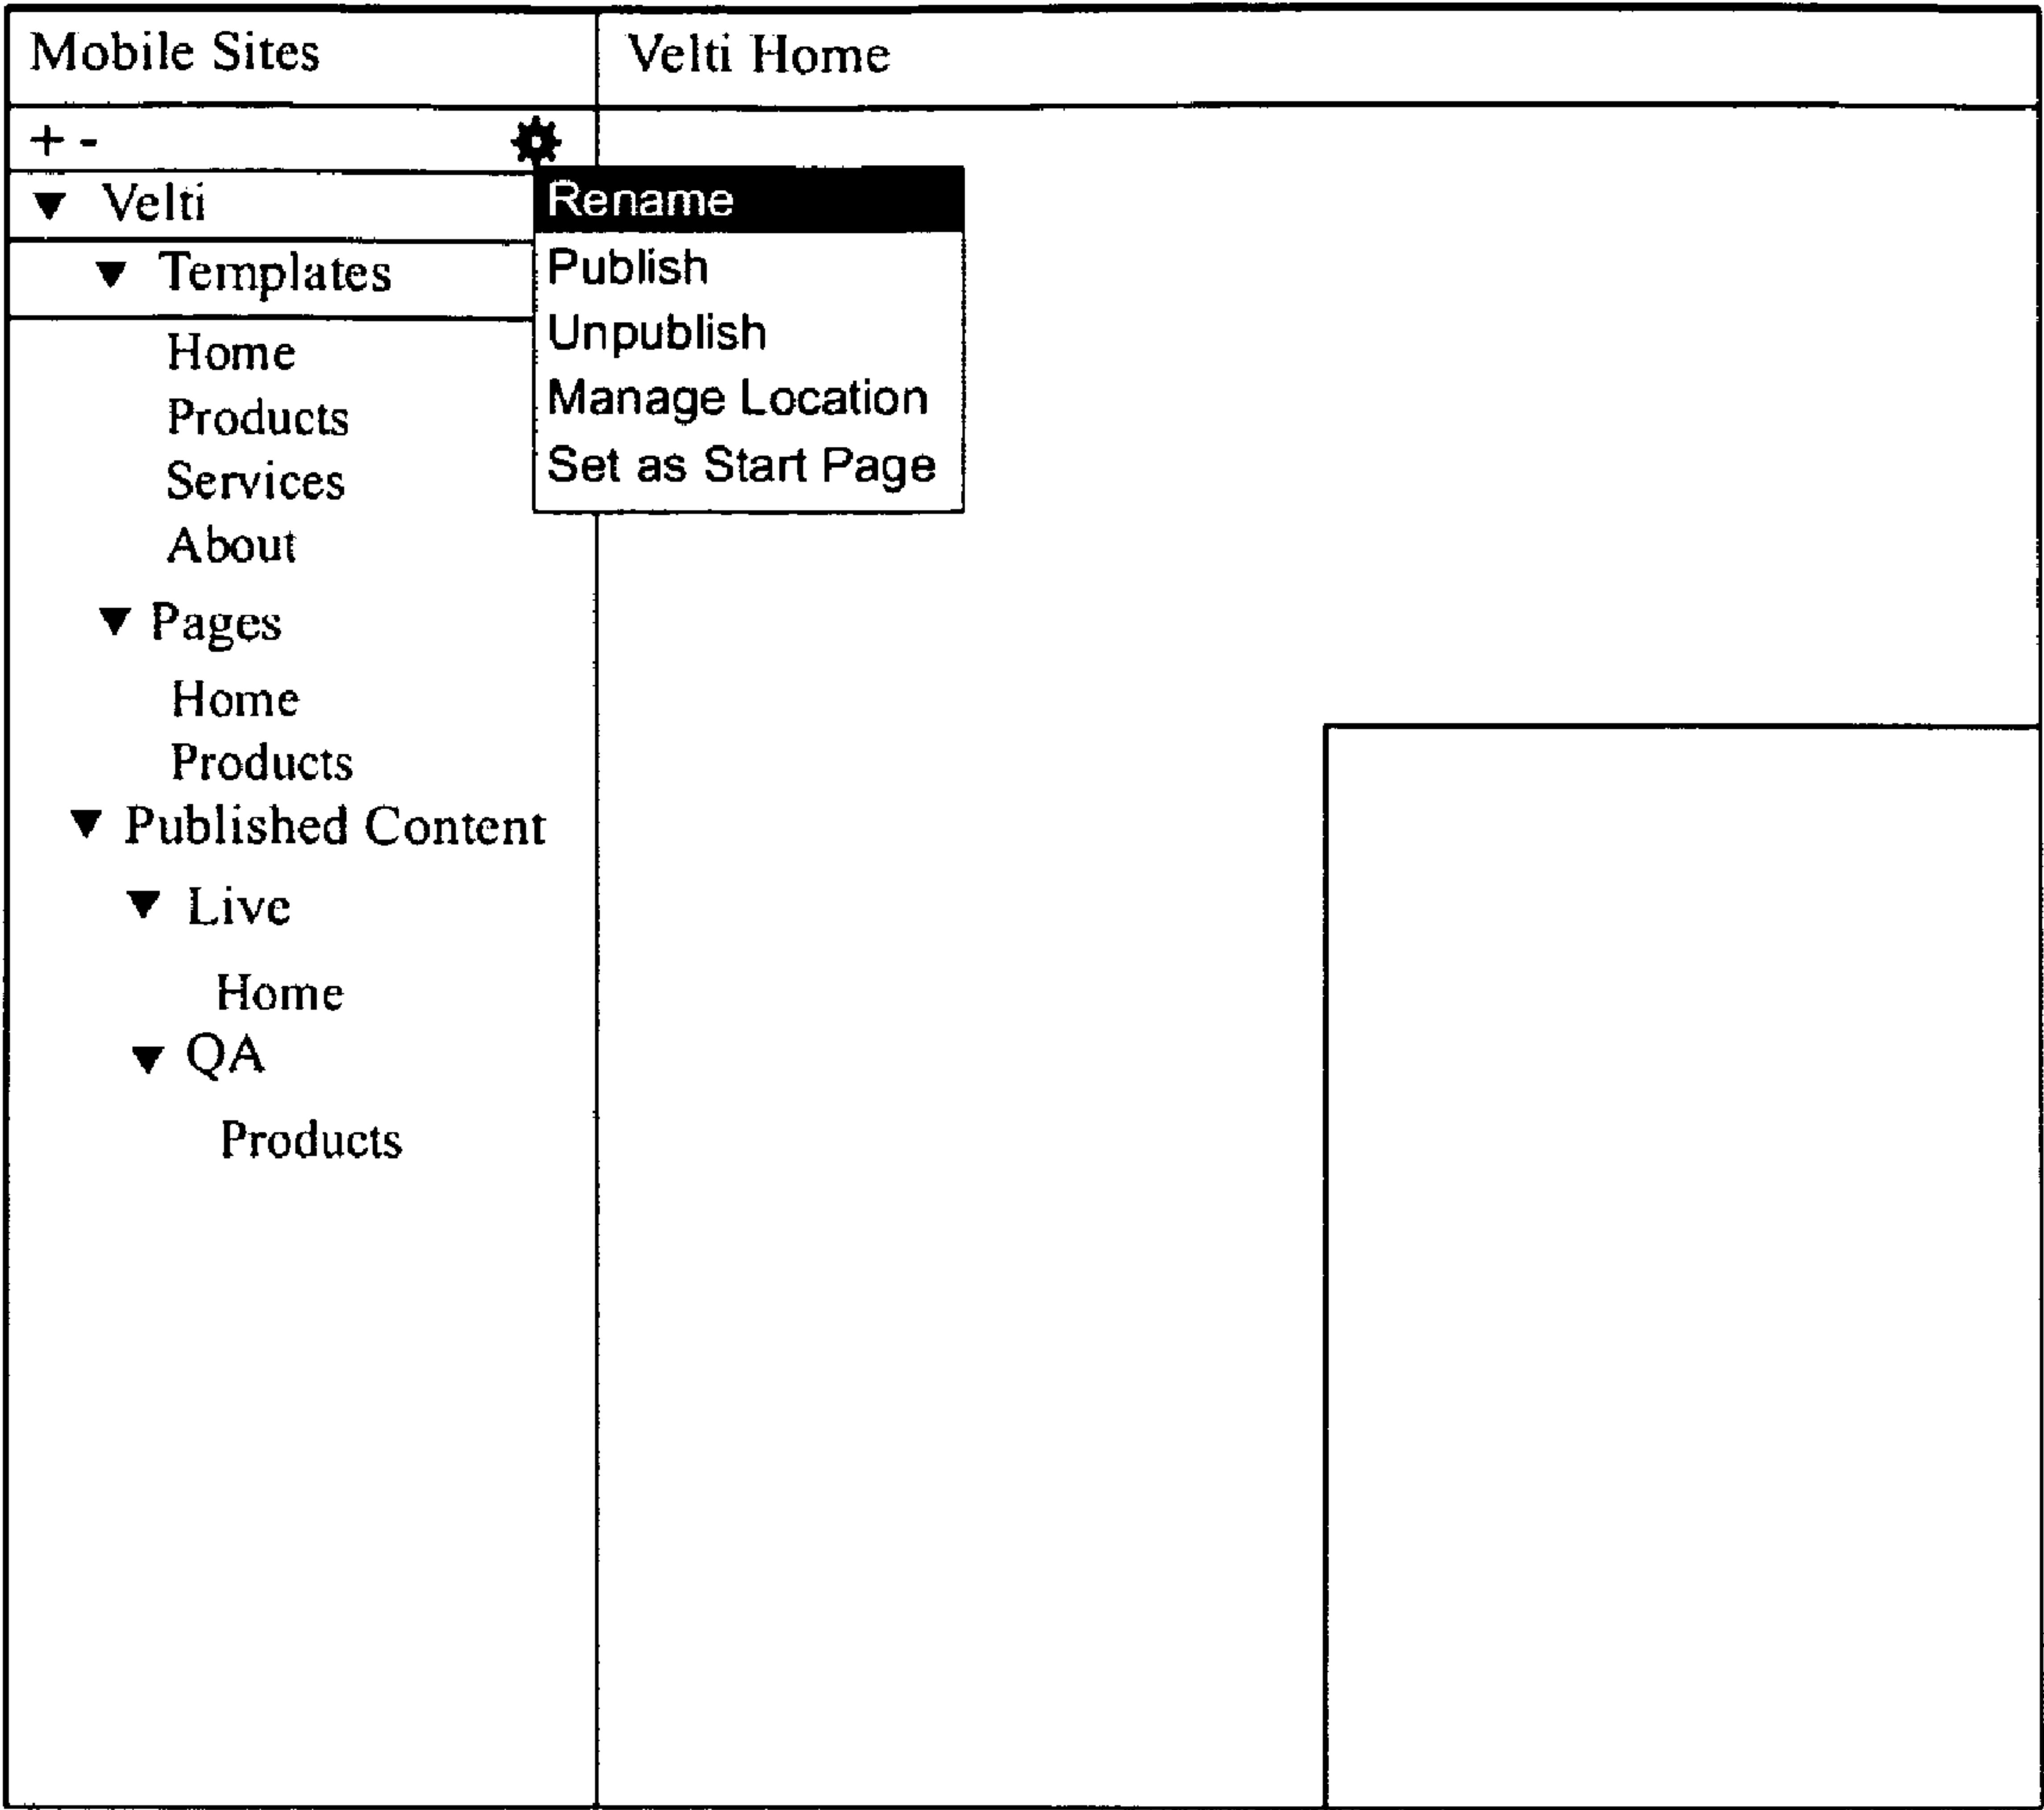 Mobile Sites
Velti Home
+ -
▼ Velti
▼ Templates
Home
Products
Services
About
▼ Pages
Home
Products
▼ Published Content
▼ Live
Home
▼ QA
Products
Rename
Publish
Unpublish
Manage Location
Set as Start Page